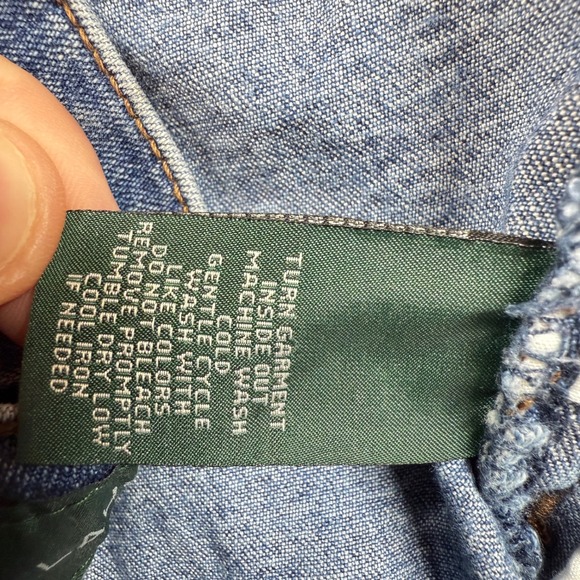 TURN GARMENT
INSIDE OUT
MACHINE WASH
COLD
GENTLE CYCLE
WASH WITH
LIKE COLORS
DO NOT BLEACH
REMOVE PROMPTLY
TUMBLE DRY LOW
COOL IRON
IF NEEDED